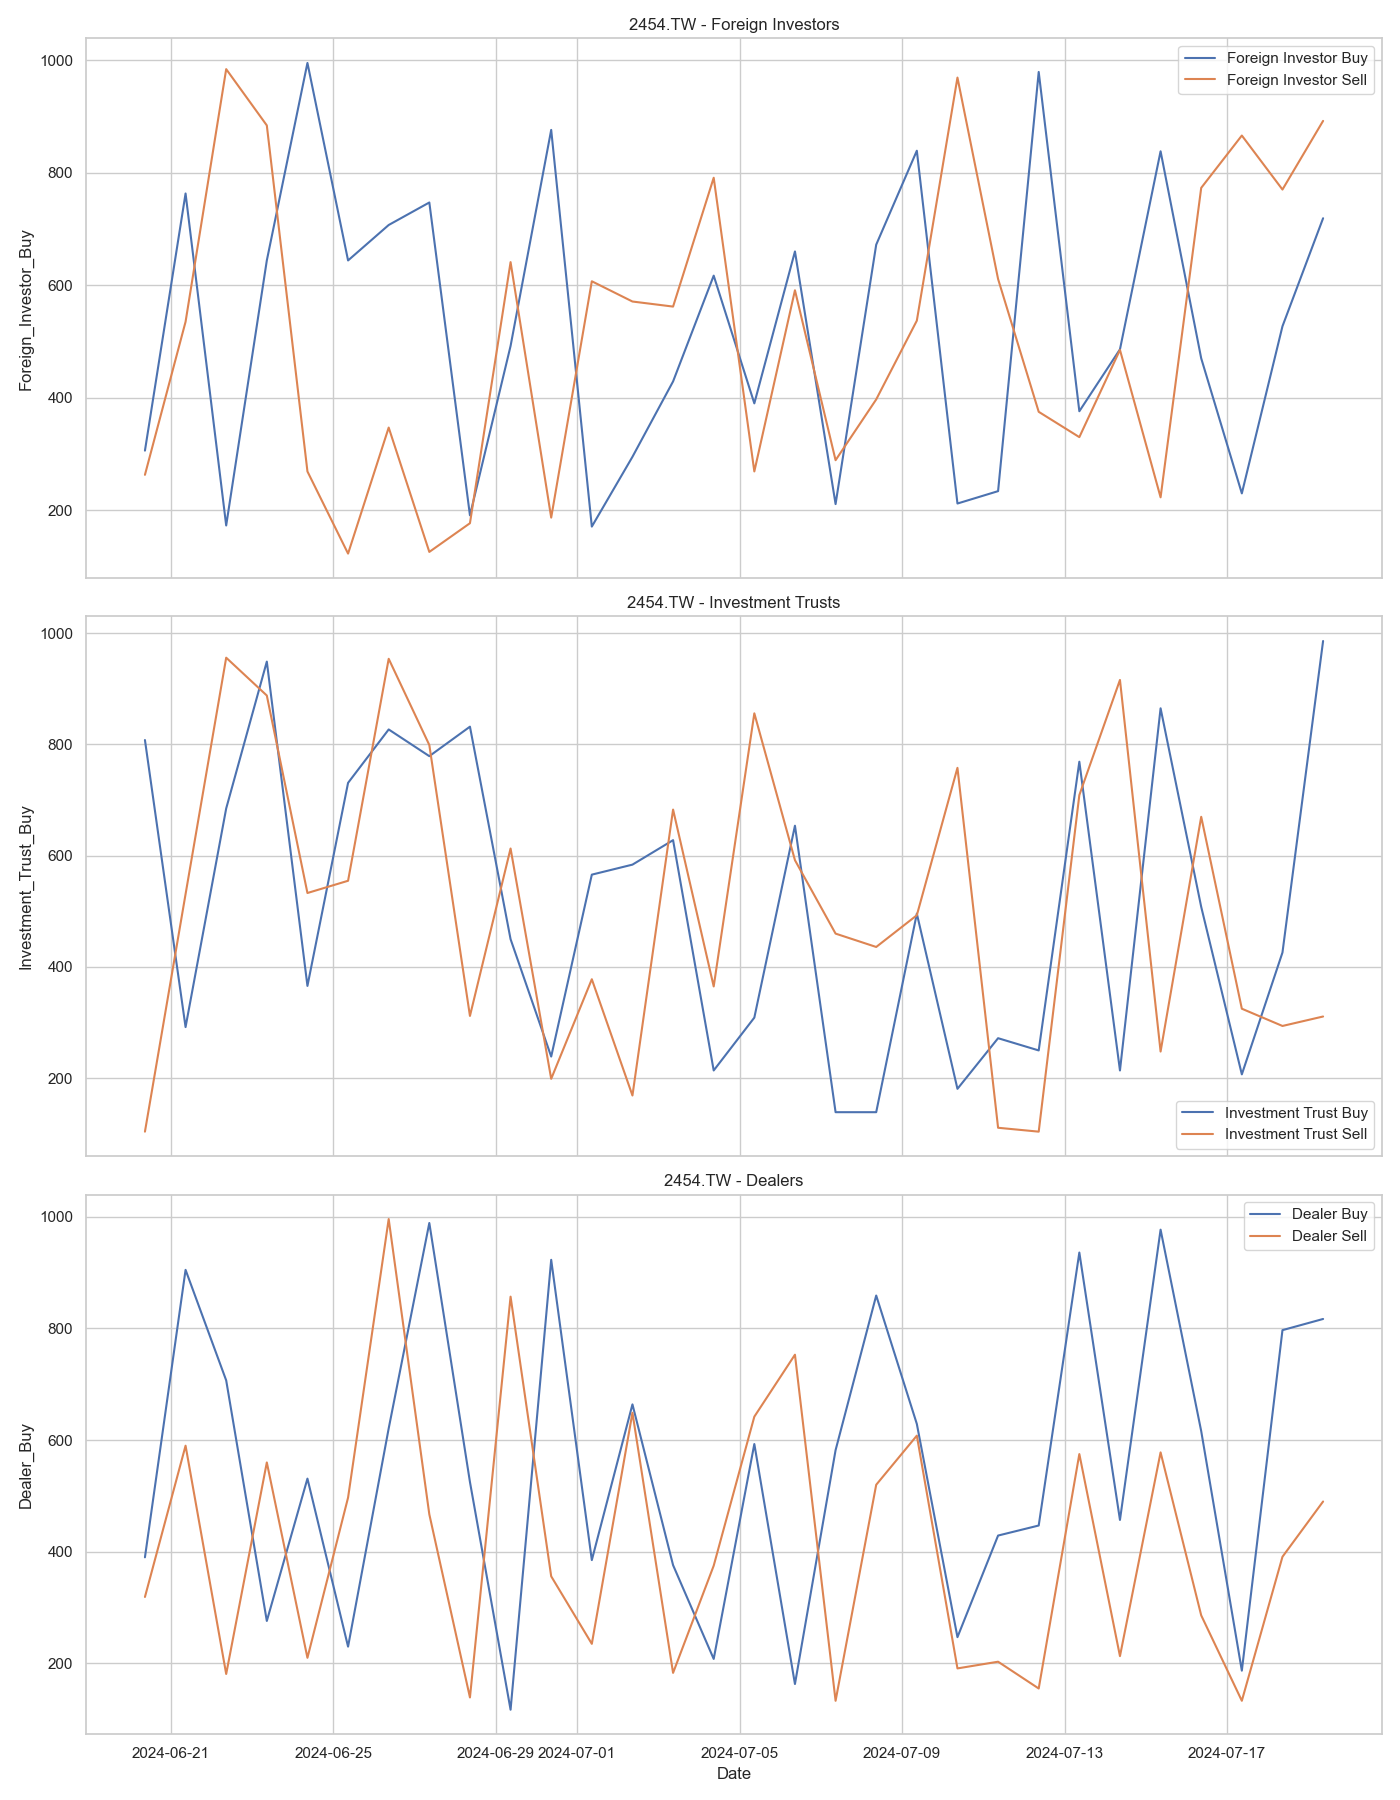 2454.TW - Foreign Investors
Foreign_Investor_Buy
1000
800
600
400
200
Foreign Investor Buy
Foreign Investor Sell
2454.TW - Investment Trusts
Investment_Trust_Buy
1000
800
600
400
200
Investment Trust Buy
Investment Trust Sell
2454.TW - Dealers
Dealer_Buy
1000
800
600
400
200
Dealer Buy
Dealer Sell
2024-06-21 2024-06-25 2024-06-29 2024-07-01 2024-07-05 2024-07-09 2024-07-13 2024-07-17
Date